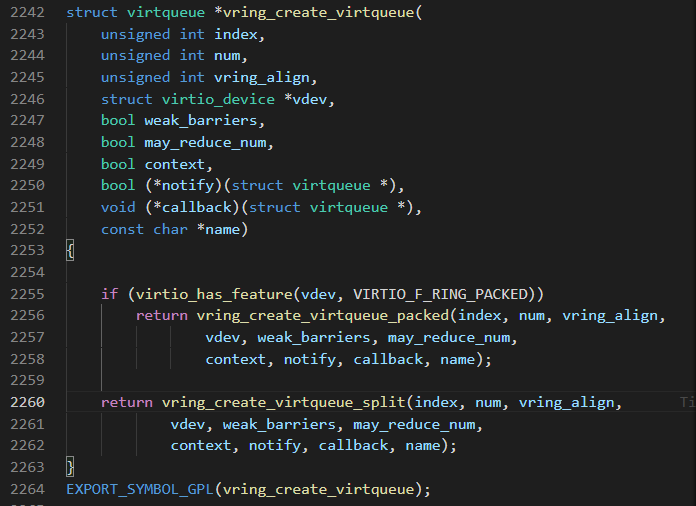 2242 struct virtqueue *vring_create_virtqueue(
2243     unsigned int index,
2244     unsigned int num,
2245     unsigned int vring_align,
2246     struct virtio_device *vdev,
2247     bool weak_barriers,
2248     bool may_reduce_num,
2249     bool context,
2250     bool (*notify)(struct virtqueue *),
2251     void (*callback)(struct virtqueue *),
2252     const char *name)
2253 {
2254
2255     if (virtio_has_feature(vdev, VIRTIO_F_RING_PACKED))
2256         return vring_create_virtqueue_packed(index, num, vring_align,
2257                 vdev, weak_barriers, may_reduce_num,
2258                 context, notify, callback, name);
2259
2260     return vring_create_virtqueue_split(index, num, vring_align, Ti
2261             vdev, weak_barriers, may_reduce_num,
2262             context, notify, callback, name);
2263 }
2264 EXPORT_SYMBOL_GPL(vring_create_virtqueue);